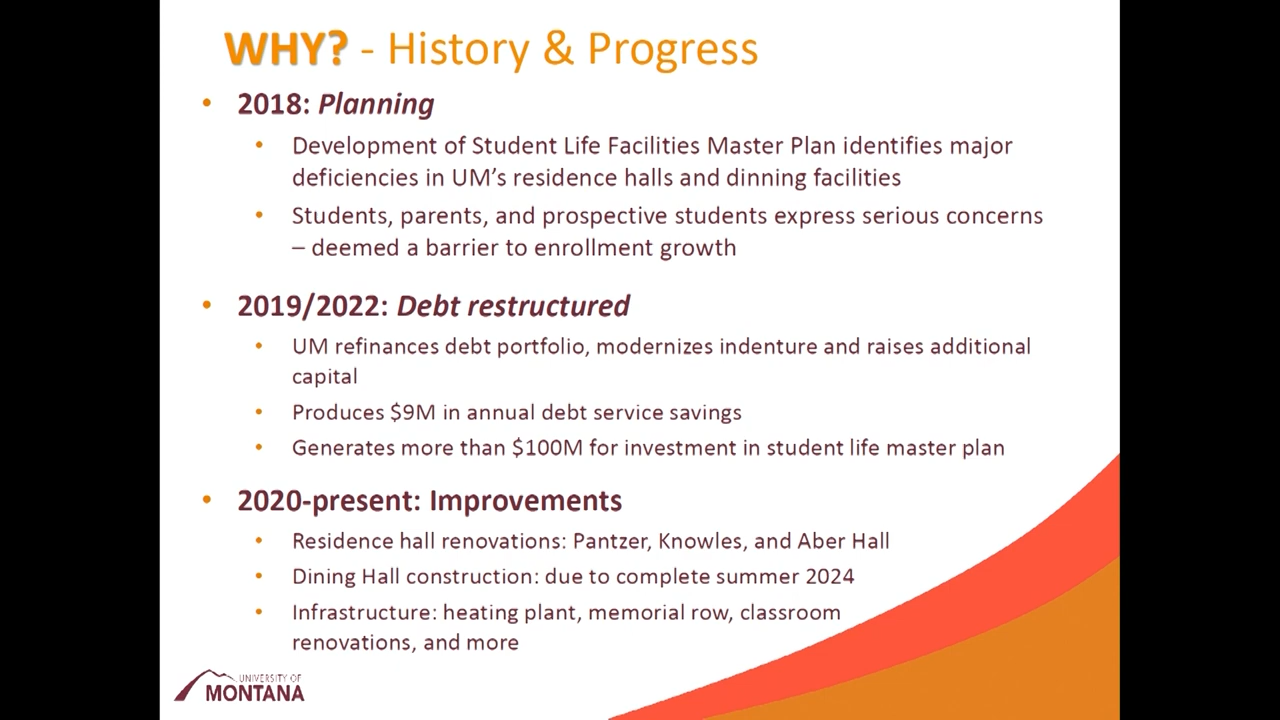 WHY? - History & Progress
• 2018: Planning
• Development of Student Life Facilities Master Plan identifies major
deficiencies in UM’s residence halls and dinning facilities
• Students, parents, and prospective students express serious concerns
– deemed a barrier to enrollment growth
• 2019/2022: Debt restructured
• UM refinances debt portfolio, modernizes indenture and raises additional
capital
• Produces $9M in annual debt service savings
• Generates more than $100M for investment in student life master plan
• 2020-present: Improvements
• Residence hall renovations: Pantzer, Knowles, and Aber Hall
• Dining Hall construction: due to complete summer 2024
• Infrastructure: heating plant, memorial row, classroom
renovations, and more
UNIVERSITY OF
MONTANA